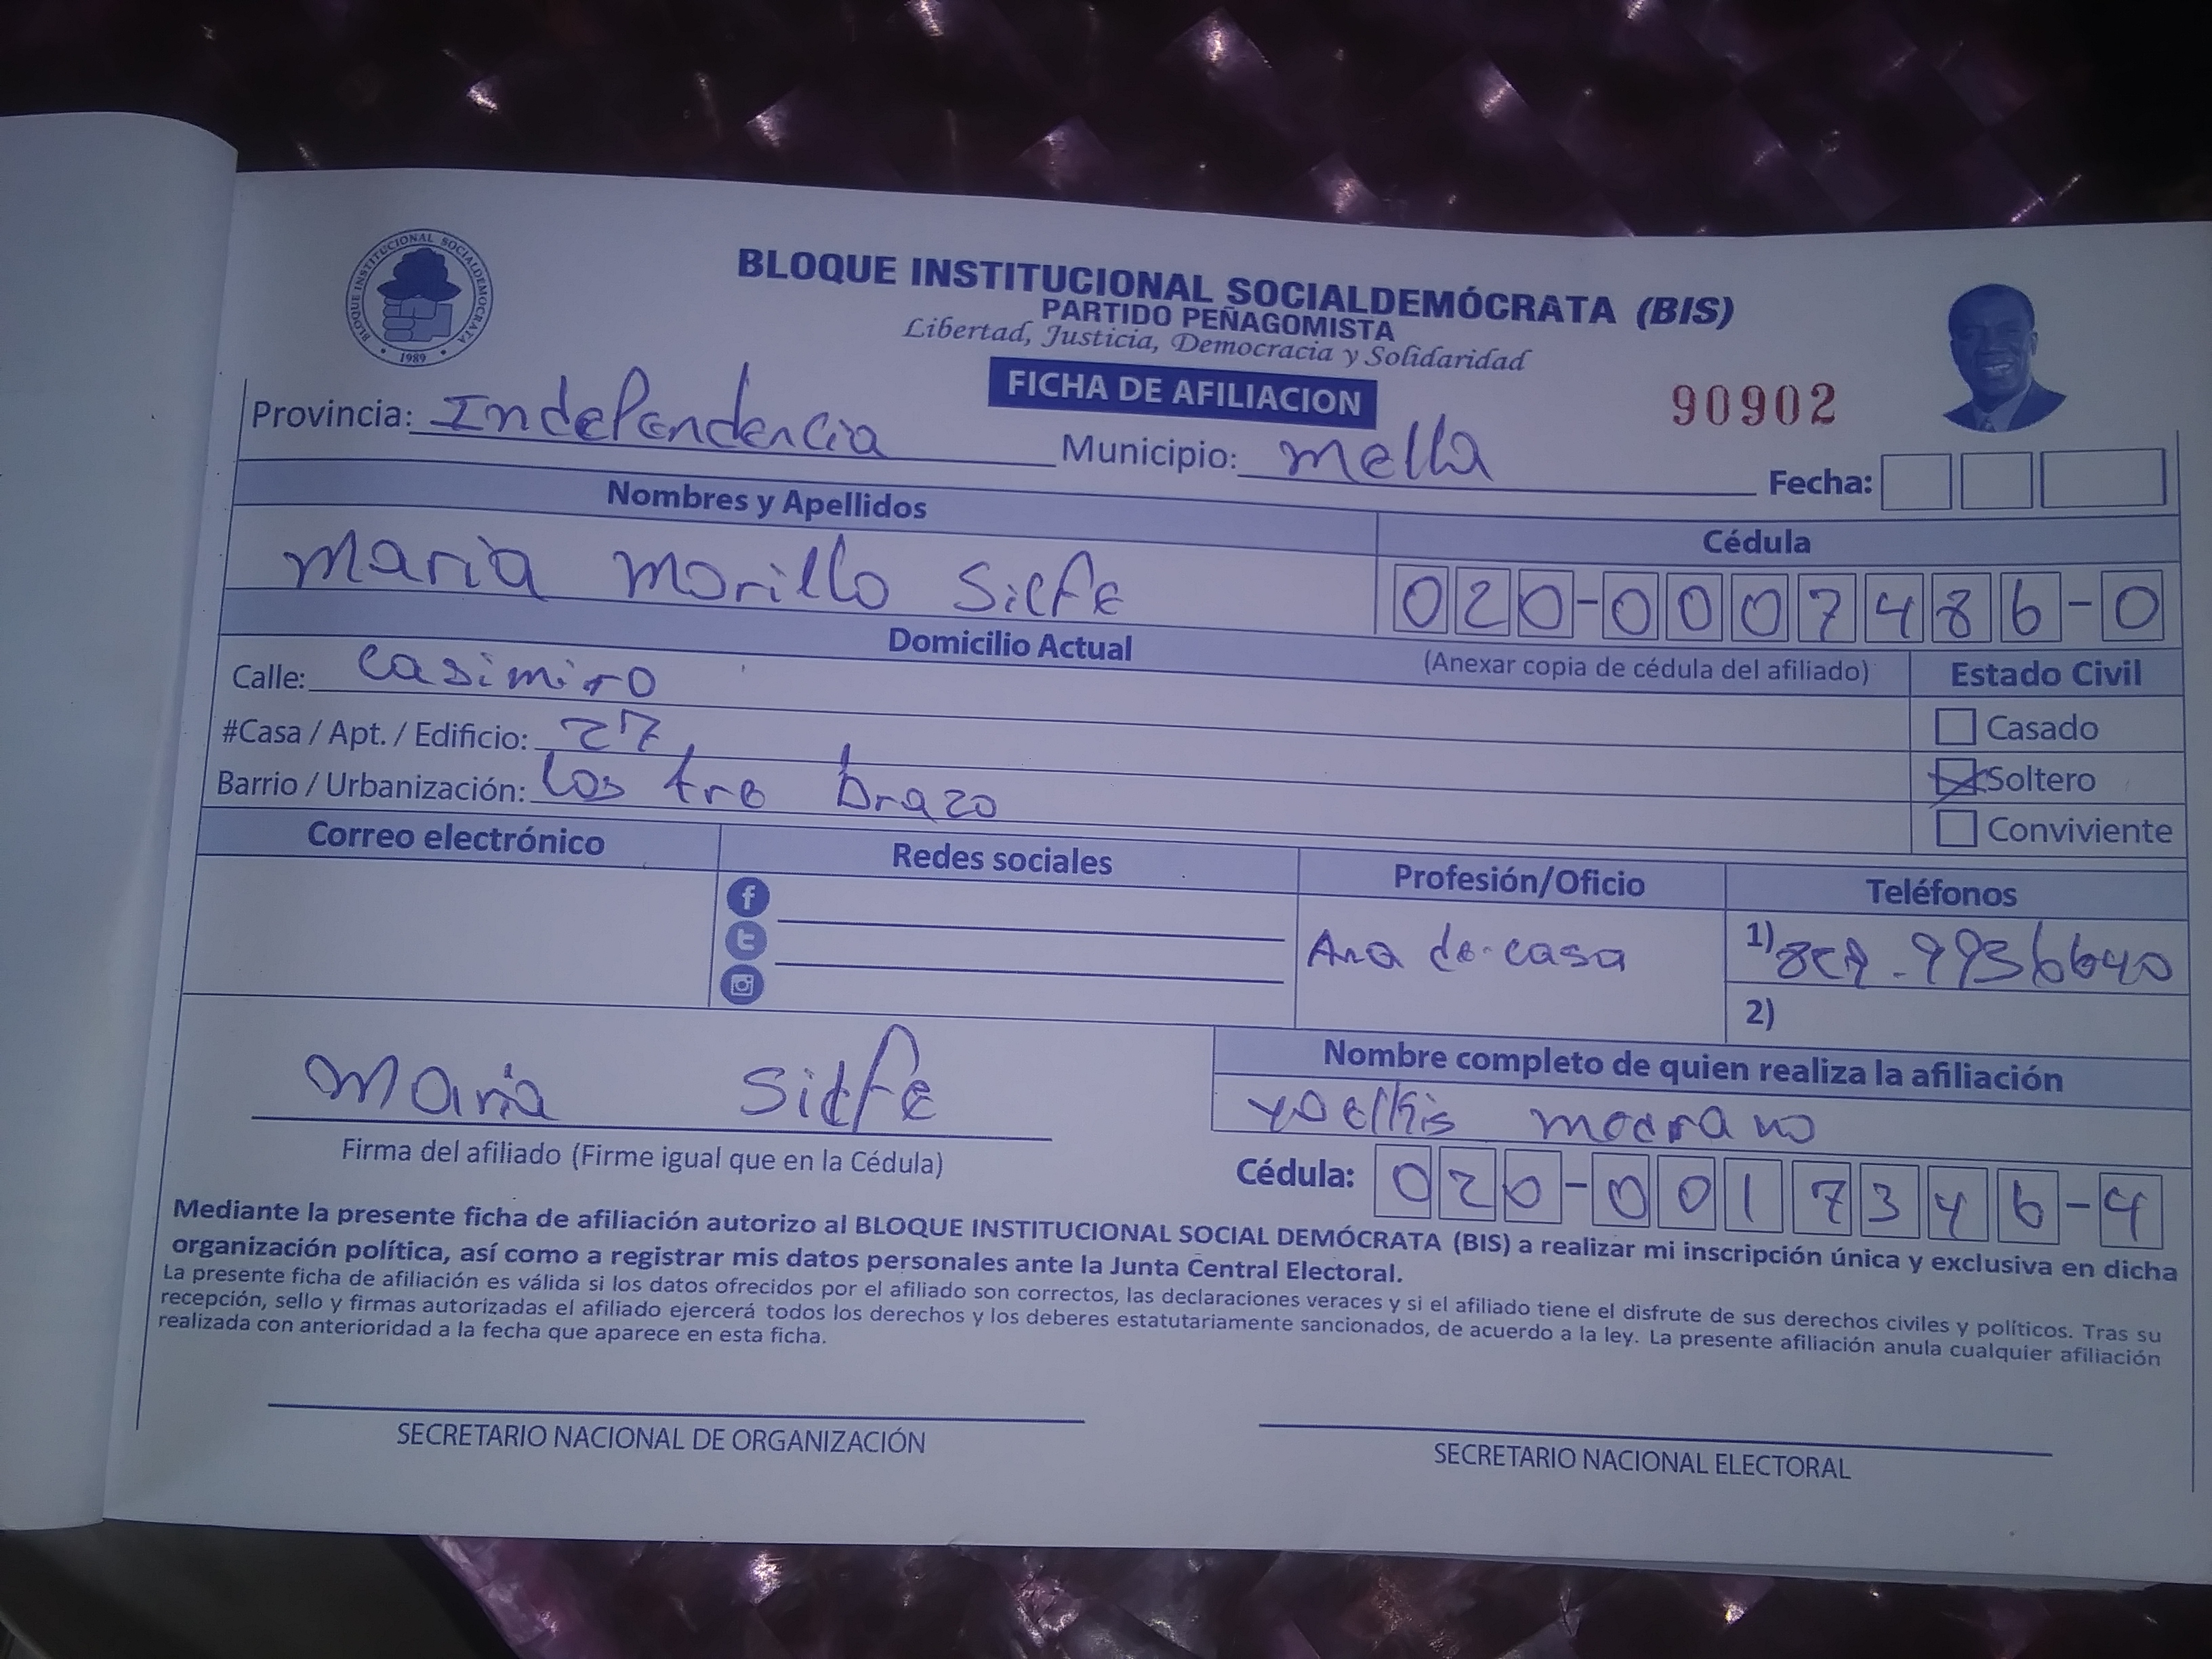 BLOQUE INSTITUCIONAL SOCIALDEMÓCRATA
1989
BLOQUE INSTITUCIONAL SOCIALDEMÓCRATA (BIS)
PARTIDO PEÑAGOMISTA
Libertad, Justicia, Democracia y Solidaridad
FICHA DE AFILIACION
90902
Provincia: Independencia Municipio: mella Fecha:
Nombres y Apellidos Cédula
Maria Morillo 020-0007486-0
Domicilio Actual (Anexar copia de cédula del afiliado) Estado Civil
Calle: Casimiro
Casado
#Casa / Apt. / Edificio: 27
Soltero
Barrio / Urbanización: Los tre brazo
Conviviente
Correo electrónico Redes sociales Profesión/Oficio Teléfonos
Ama de casa 1) 9936640
2)
Maria
Firma del afiliado (Firme igual que en la Cédula)
Nombre completo de quien realiza la afiliación
yoelkis medrano
Cédula: 020-0017346-4
Mediante la presente ficha de afiliación autorizo al BLOQUE INSTITUCIONAL SOCIAL DEMÓCRATA (BIS) a realizar mi inscripción única y exclusiva en dicha
organización política, así como a registrar mis datos personales ante la Junta Central Electoral.
La presente ficha de afiliación es válida si los datos ofrecidos por el afiliado son correctos, las declaraciones veraces y si el afiliado tiene el disfrute de sus derechos civiles y políticos. Tras su
recepción, sello y firmas autorizadas el afiliado ejercerá todos los derechos y los deberes estatutariamente sancionados, de acuerdo a la ley. La presente afiliación anula cualquier afiliación
realizada con anterioridad a la fecha que aparece en esta ficha.
SECRETARIO NACIONAL DE ORGANIZACIÓN
SECRETARIO NACIONAL ELECTORAL